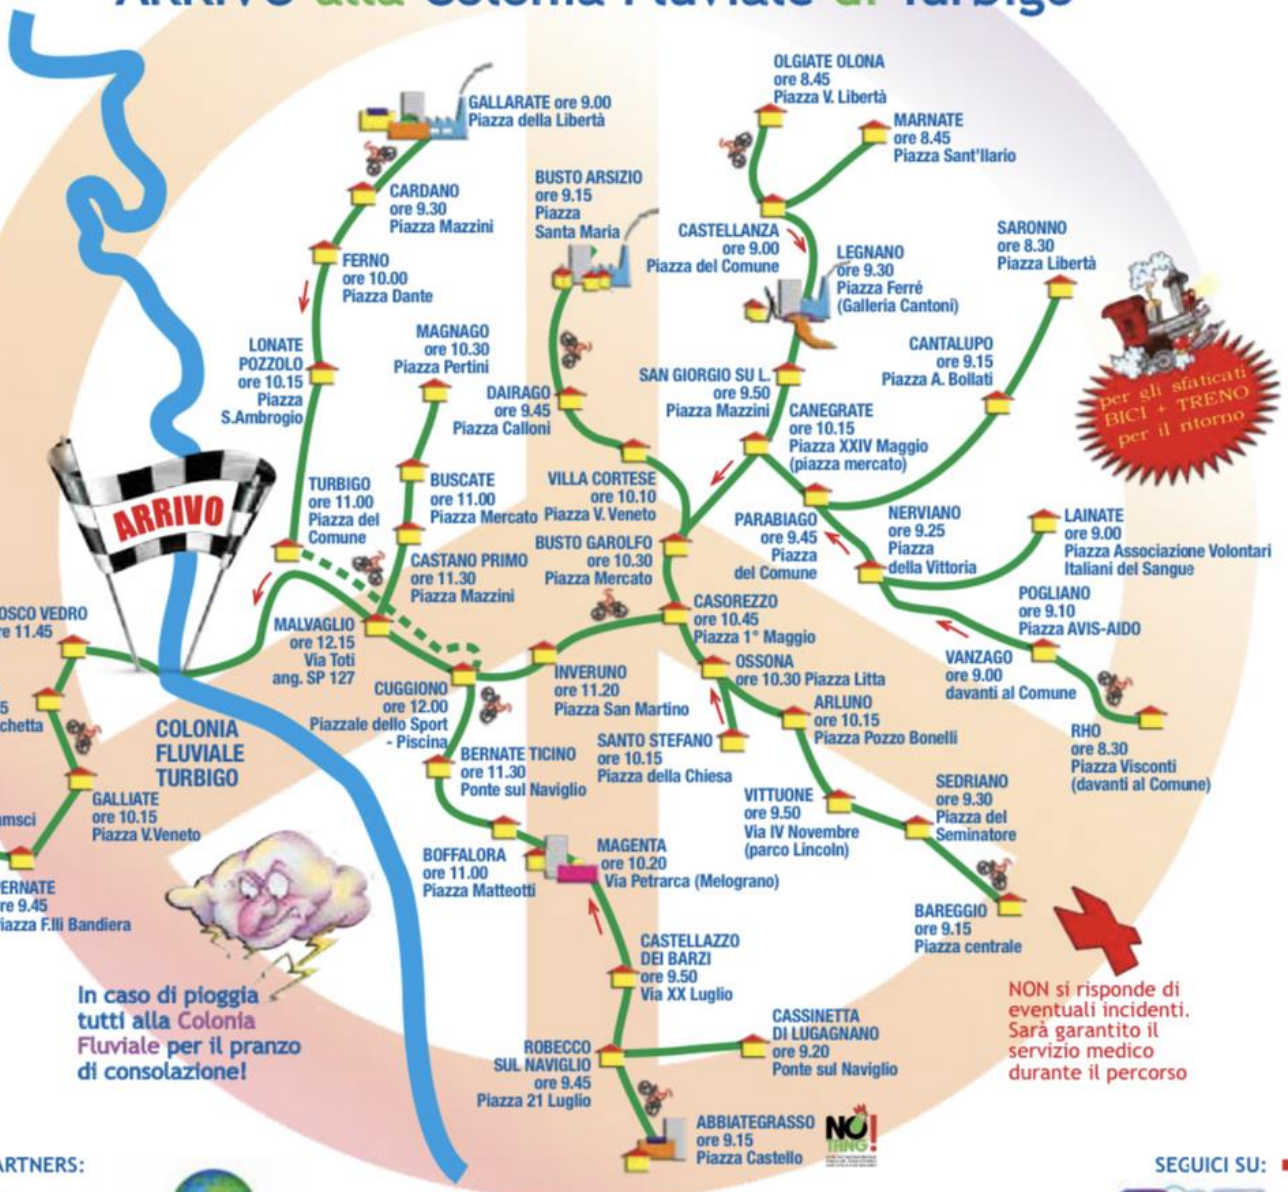 ARRIVO alla Colonia Fluviale di Turbigo
OLGIATE OLONA
ore 8.45
Piazza V. Libertà
GALLARATE ore 9.00
Piazza della Libertà
MARNATE
ore 8.45
Piazza Sant'Ilario
BUSTO ARSIZIO
ore 9.15
Piazza
Santa Maria
CARDANO
ore 9.30
Piazza Mazzini
CASTELLANZA
ore 9.00
Piazza del Comune
SARONNO
ore 8.30
Piazza Libertà
FERNO
ore 10.00
Piazza Dante
LEGNANO
ore 9.30
Piazza Ferré
(Galleria Cantoni)
MAGNAGO
ore 10.30
Piazza Pertini
LONATE
POZZOLO
ore 10.15
Piazza
S.Ambrogio
CANTALUPO
ore 9.15
Piazza A. Bollati
per gli sfaticati
BICI + TRENO
per il ritorno
DAIRAGO
ore 9.45
Piazza Calloni
SAN GIORGIO SU L.
ore 9.50
Piazza Mazzini
CANEGRATE
ore 10.15
Piazza XXIV Maggio
(piazza mercato)
ARRIVO
TURBIGO
ore 11.00
Piazza del
Comune
BUSCATE
ore 11.00
Piazza Mercato
VILLA CORTESE
ore 10.10
Piazza V. Veneto
PARABIAGO
ore 9.45
Piazza
del Comune
NERVIANO
ore 9.25
Piazza
della Vittoria
LAINATE
ore 9.00
Piazza Associazione Volontari
Italiani del Sangue
BUSTO GAROLFO
ore 10.30
Piazza Mercato
CASTANO PRIMO
ore 11.30
Piazza Mazzini
POGLIANO
ore 9.10
Piazza AVIS-AIDO
OSCO VEDRO
re 11.45
MALVAGLIO
ore 12.15
Via Toti
ang. SP 127
CASOREZZO
ore 10.45
Piazza 1° Maggio
VANZAGO
ore 9.00
davanti al Comune
OSSONA
ore 10.30 Piazza Litta
INVERUNO
ore 11.20
Piazza San Martino
CUGGIONO
ore 12.00
Piazzale dello Sport
- Piscina
5
chetta
COLONIA
FLUVIALE
TURBIGO
ARLUNO
ore 10.15
Piazza Pozzo Bonelli
RHO
ore 8.30
Piazza Visconti
(davanti al Comune)
SANTO STEFANO
ore 10.15
Piazza della Chiesa
BERNATE TICINO
ore 11.30
Ponte sul Naviglio
GALLIATE
ore 10.15
Piazza V.Veneto
VITTUONE
ore 9.50
Via IV Novembre
(parco Lincoln)
SEDRIANO
ore 9.30
Piazza del
Seminatore
amsci
BOFFALORA
ore 11.00
Piazza Matteotti
MAGENTA
ore 10.20
Via Petrarca (Melograno)
ERNATE
re 9.45
iazza F.lli Bandiera
BAREGGIO
ore 9.15
Piazza centrale
CASTELLAZZO
DEI BARZI
ore 9.50
Via XX Luglio
In caso di pioggia
tutti alla Colonia
Fluviale per il pranzo
di consolazione!
NON si risponde di
eventuali incidenti.
Sarà garantito il
servizio medico
durante il percorso
CASSINETTA
DI LUGAGNANO
ore 9.20
Ponte sul Naviglio
ROBECCO
SUL NAVIGLIO
ore 9.45
Piazza 21 Luglio
ABBIATEGRASSO
ore 9.15
Piazza Castello
NO!
TANG!
ARTNERS:
SEGUICI SU: